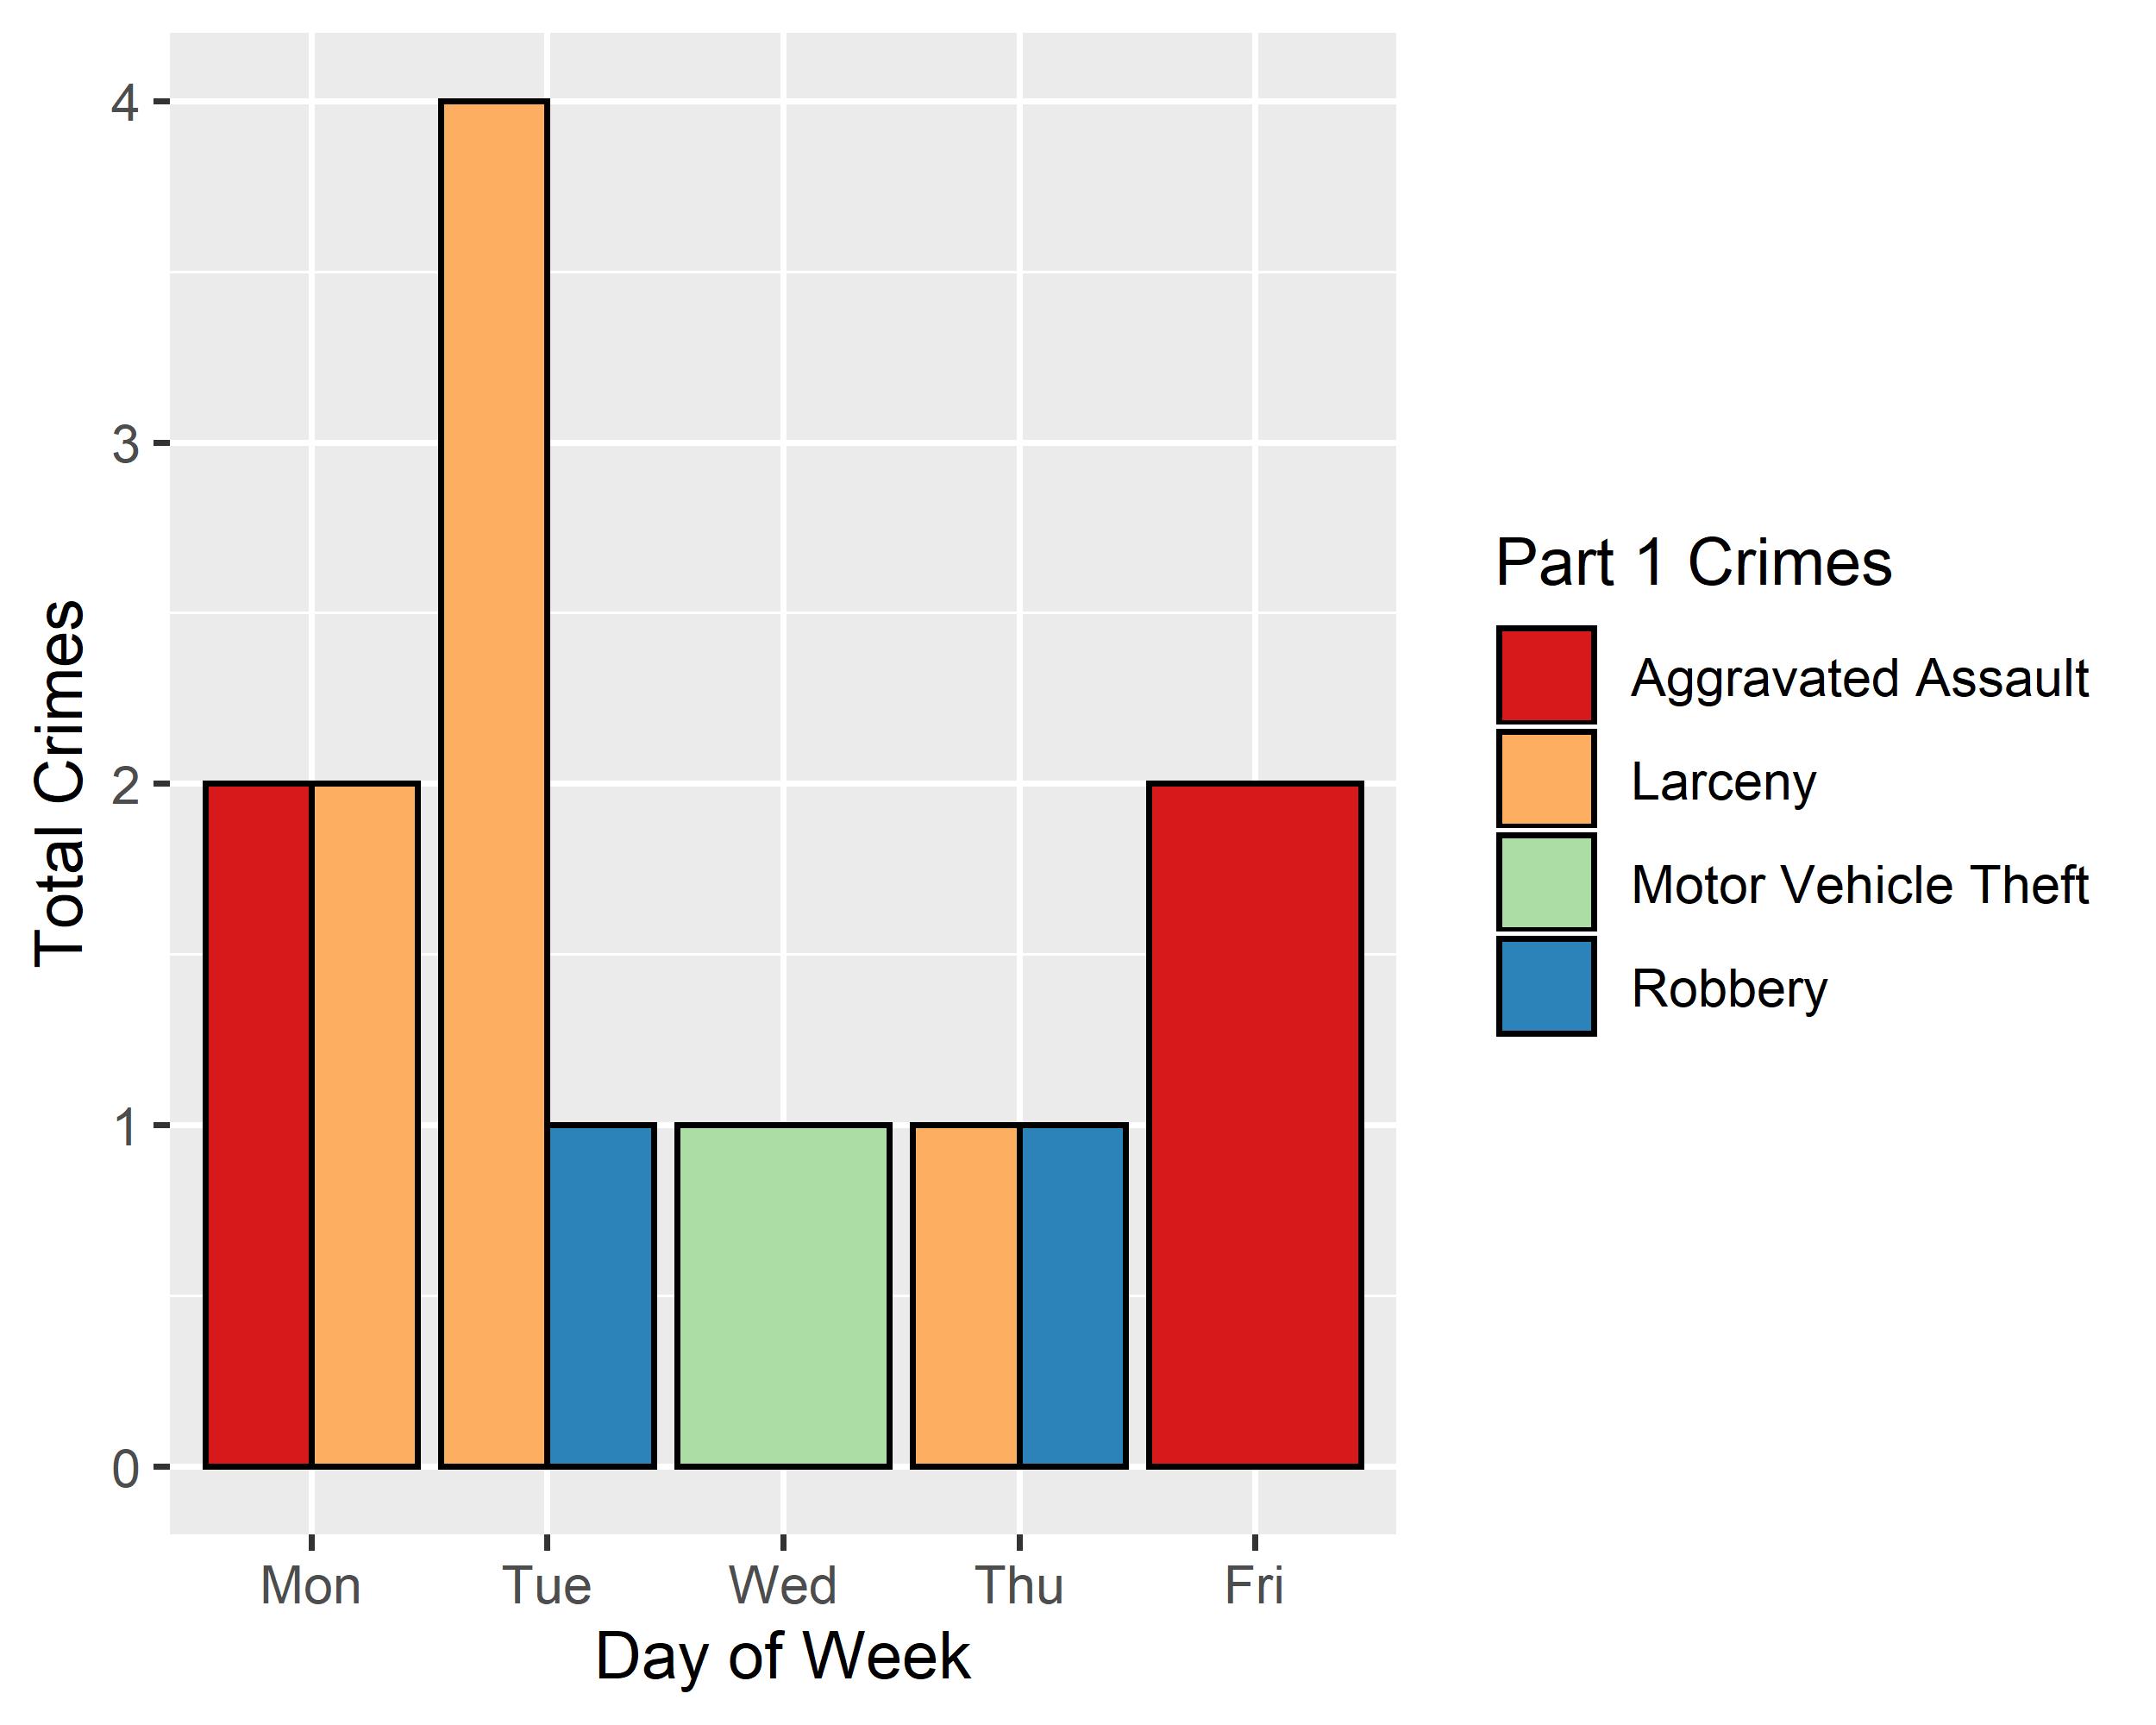 4
3
2
1
0
Total Crimes
Mon Tue Wed Thu Fri
Day of Week
Part 1 Crimes
Aggravated Assault
Larceny
Motor Vehicle Theft
Robbery